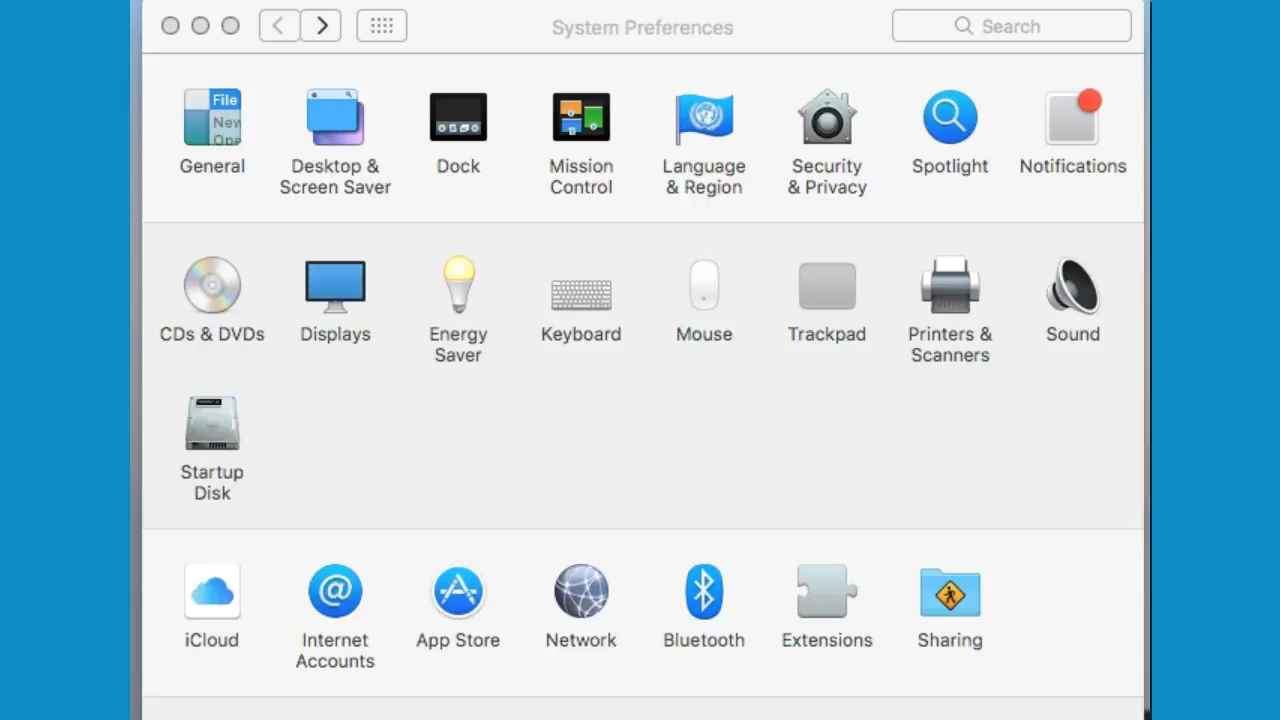 System Preferences
Search
File
New
Ope
General
Desktop &
Screen Saver
Dock
Mission
Control
Language
& Region
Security
& Privacy
Spotlight
Notifications
CDs & DVDs
Displays
Energy
Saver
Keyboard
Mouse
Trackpad
Printers &
Scanners
Sound
Startup
Disk
iCloud
@
Internet
Accounts
App Store
Network
Bluetooth
Extensions
Sharing